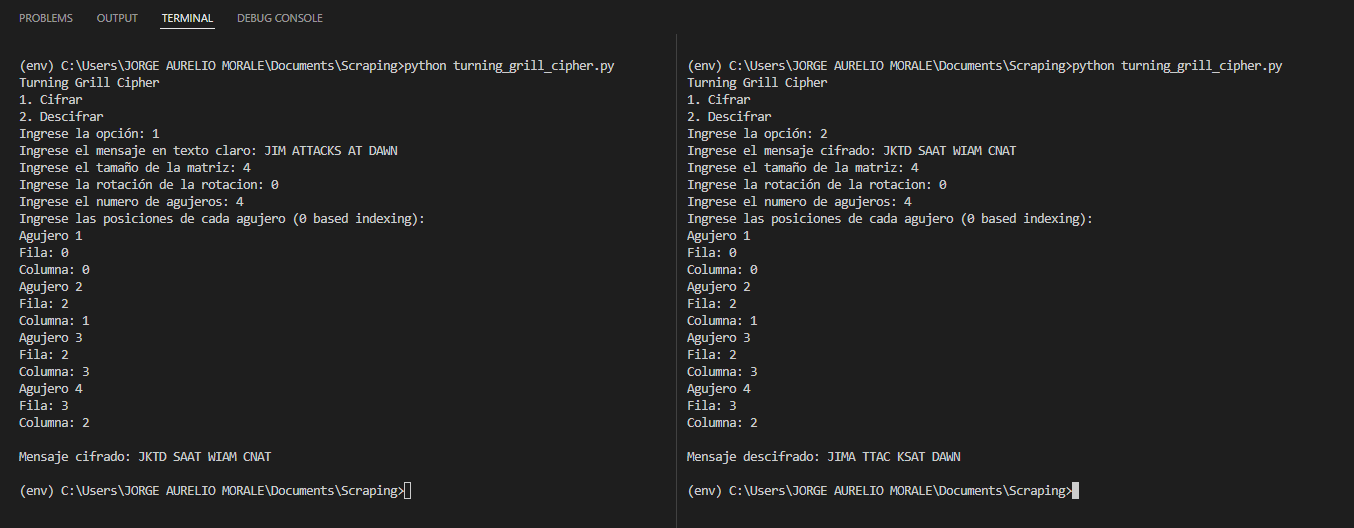 PROBLEMS OUTPUT TERMINAL DEBUG CONSOLE
(env) C:\Users\JORGE AURELIO MORALE\Documents\Scraping>python turning_grill_cipher.py
Turning Grill Cipher
1. Cifrar
2. Descifrar
Ingrese la opción: 1
Ingrese el mensaje en texto claro: JIM ATTACKS AT DAWN
Ingrese el tamaño de la matriz: 4
Ingrese la rotación de la rotacion: 0
Ingrese el numero de agujeros: 4
Ingrese las posiciones de cada agujero (0 based indexing):
Agujero 1
Fila: 0
Columna: 0
Agujero 2
Fila: 2
Columna: 1
Agujero 3
Fila: 2
Columna: 3
Agujero 4
Fila: 3
Columna: 2
Mensaje cifrado: JKTD SAAT WIAM CNAT
(env) C:\Users\JORGE AURELIO MORALE\Documents\Scraping>
(env) C:\Users\JORGE AURELIO MORALE\Documents\Scraping>python turning_grill_cipher.py
Turning Grill Cipher
1. Cifrar
2. Descifrar
Ingrese la opción: 2
Ingrese el mensaje cifrado: JKTD SAAT WIAM CNAT
Ingrese el tamaño de la matriz: 4
Ingrese la rotación de la rotacion: 0
Ingrese el numero de agujeros: 4
Ingrese las posiciones de cada agujero (0 based indexing):
Agujero 1
Fila: 0
Columna: 0
Agujero 2
Fila: 2
Columna: 1
Agujero 3
Fila: 2
Columna: 3
Agujero 4
Fila: 3
Columna: 2
Mensaje descifrado: JIMA TTAC KSAT DAWN
(env) C:\Users\JORGE AURELIO MORALE\Documents\Scraping>